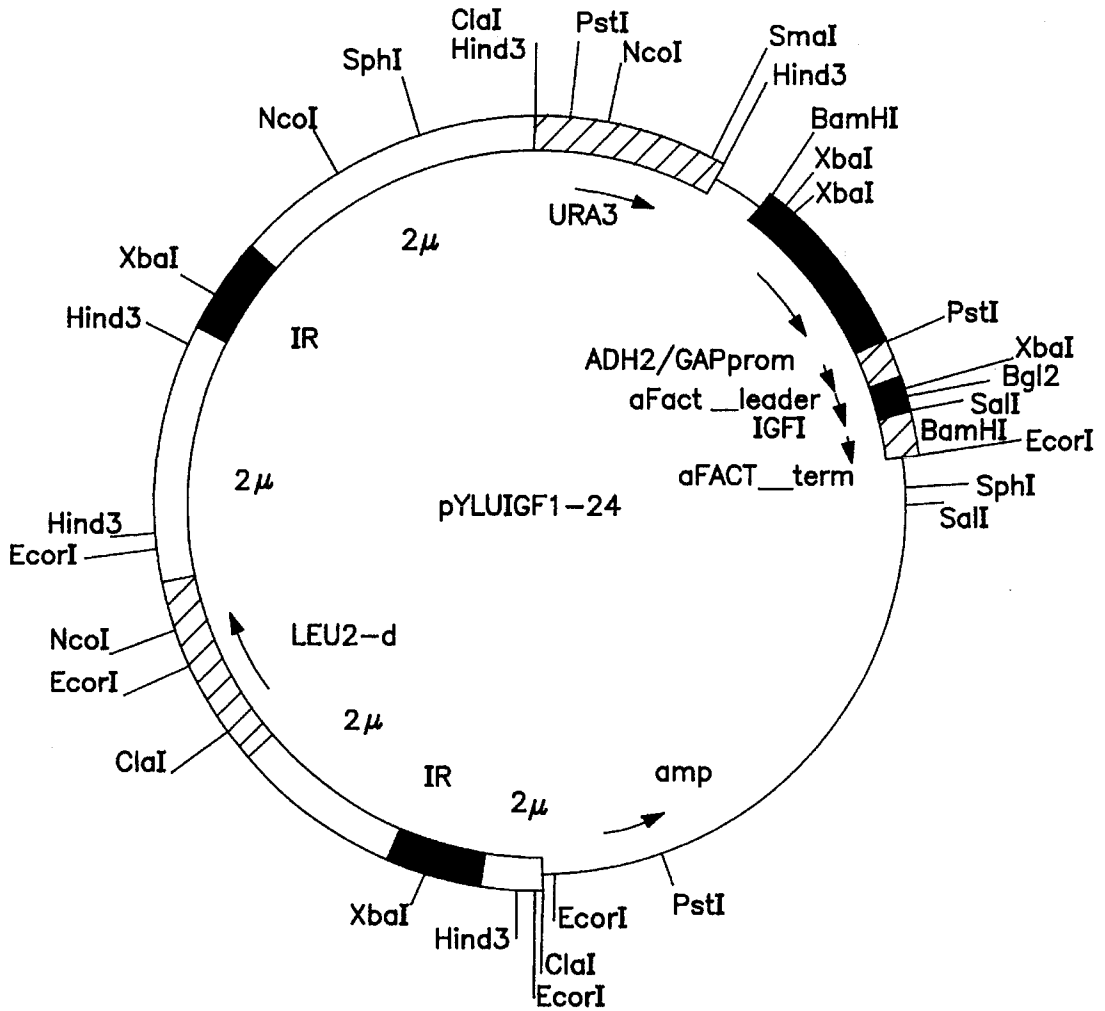 ClaI
Hind3
PstI
NcoI
SmaI
Hind3
SphI
NcoI
BamHI
XbaI
XbaI
URA3
2μ
XbaI
Hind3
IR
PstI
XbaI
Bgl2
SalI
BamHI
EcorI
ADH2/GAPprom
aFact __leader
IGFI
aFACT__term
SphI
SalI
2μ
pYLUIGF1-24
Hind3
EcorI
NcoI
EcorI
ClaI
LEU2-d
2μ
IR
2μ
amp
XbaI
Hind3
EcorI
ClaI
EcorI
PstI